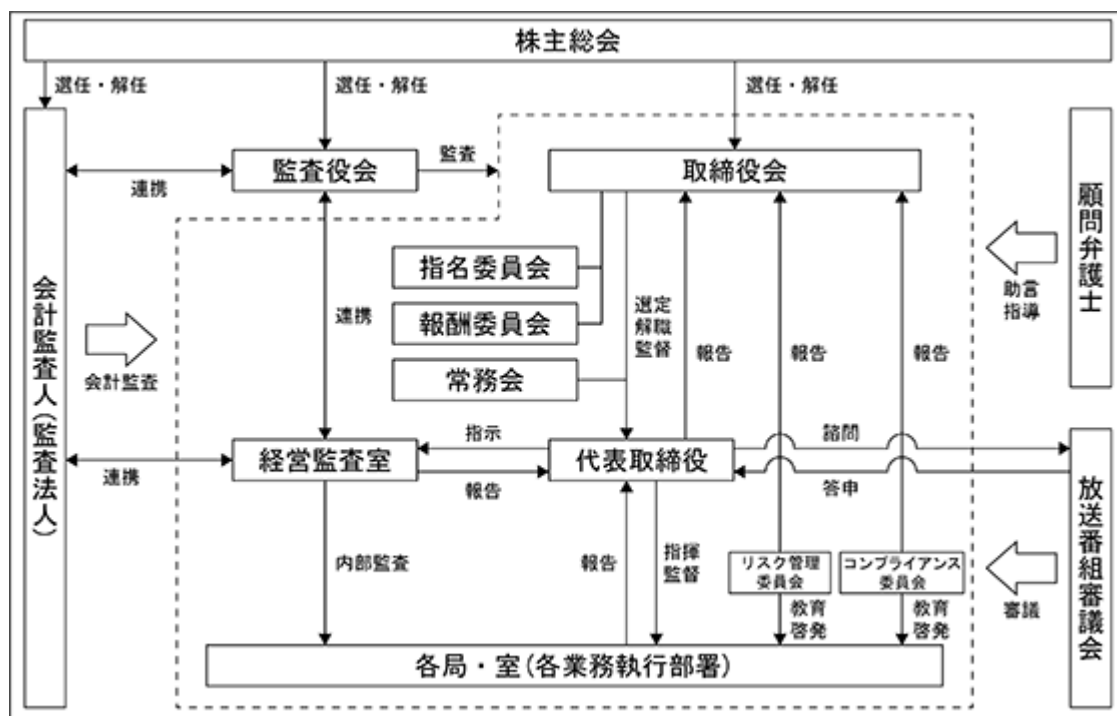 株主総会
選任・解任
選任・解任
選任・解任
監査役会
監査
取締役会
連携
顧問弁護士
指名委員会
報酬委員会
常務会
連携
選定
解職
監督
報告
報告
報告
助言
指導
会計監査人(監査法人)
会計監査
指示
諮問
経営監査室
代表取締役
連携
報告
答申
放送番組審議会
内部監査
報告
指揮
監督
リスク管理
委員会
コンプライアンス
委員会
審議
教育
啓発
教育
啓発
各局・室(各業務執行部署)